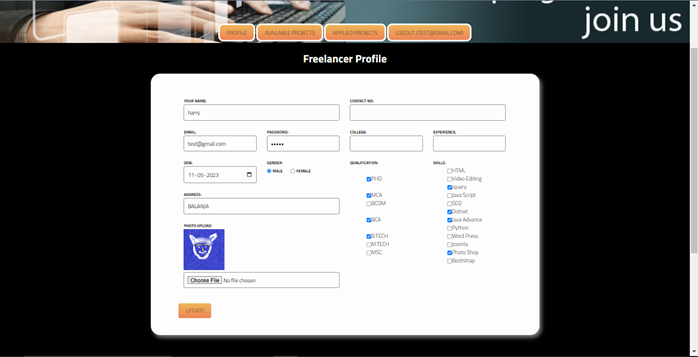 join us
PROFILE
AVAILABLE PROJECTS
APPLIED PROJECTS
LOGOUT (TEST@GMAIL.COM)
Freelancer Profile
YOUR NAME:
harry
CONTACT NO:
EMAIL:
test@gmail.com
PASSWORD:
•••••
COLLEGE:
EXPERIENCE:
DOB:
11-05-2023
GENDER:
MALE
FEMALE
ADDRESS:
BALANJA
PHOTO UPLOAD
Choose File No file chosen
QUALIFICATION:
PHD
MCA
BCOM
BCA
B.TECH
M.TECH
MSC
SKILLS:
HTML
Video Editing
Jquery
Java Script
SEO
Dotnet
Java Advance
Python
Word Press
Joomla
Photo Shop
Bootstrap
UPDATE